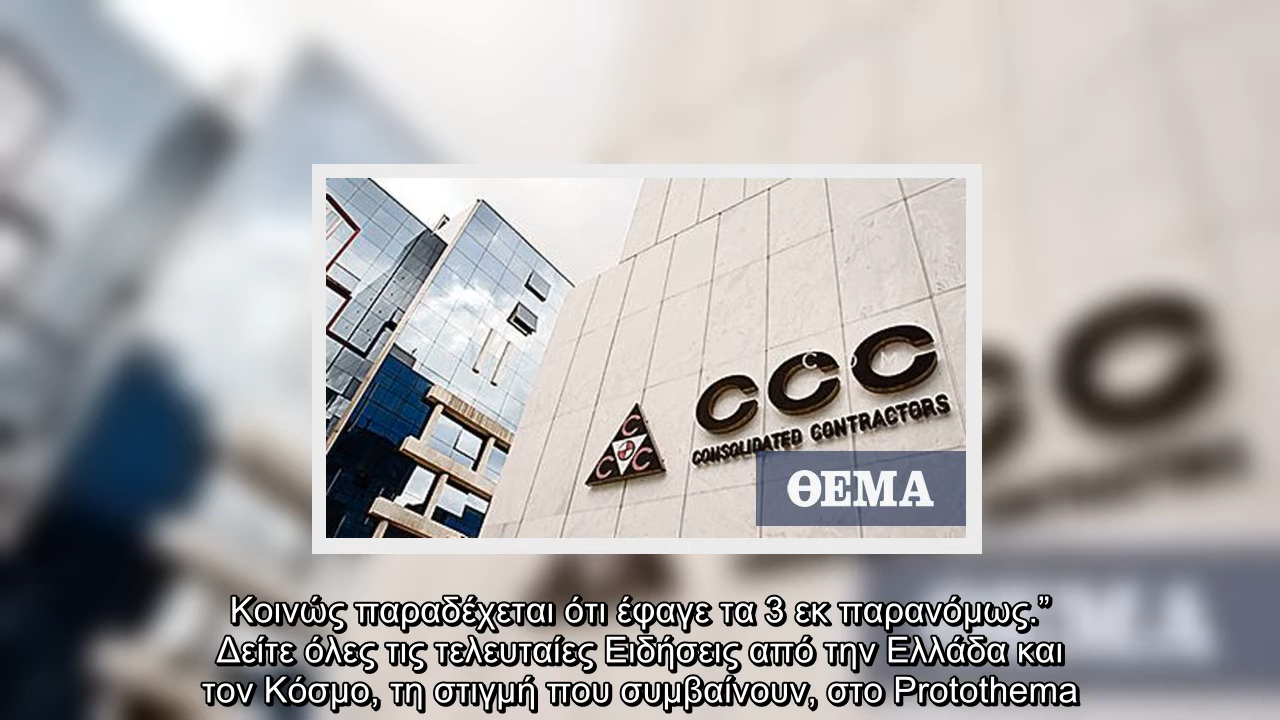 CCC
CONSOLIDATED CONTRACTORS
C
C C
ΘΕΜΑ
Κοινώς παραδέχεται ότι έφαγε τα 3 εκ παρανόμως.”
Δείτε όλες τις τελευταίες Ειδήσεις από την Ελλάδα και
τον Κόσμο, τη στιγμή που συμβαίνουν, στο Protothema